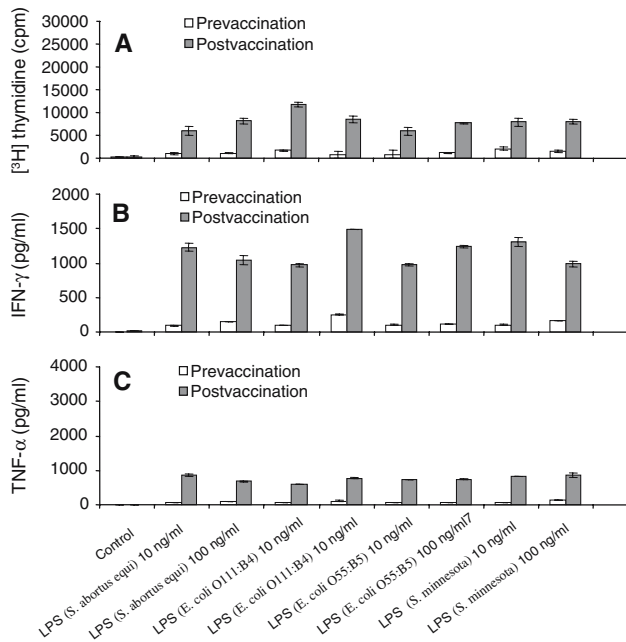 30000
25000
20000
15000
10000
5000
0
[³H] thymidine (cpm)
A
Prevaccination
Postvaccination
2000
1500
1000
500
0
IFN-γ (pg/ml)
B
Prevaccination
Postvaccination
4000
3000
2000
1000
0
TNF-α (pg/ml)
C
Prevaccination
Postvaccination
Control
LPS (S. abortus equi) 10 ng/ml
LPS (S. abortus equi) 100 ng/ml
LPS (E. coli O111:B4) 10 ng/ml
LPS (E. coli O111:B4) 10 ng/ml
LPS (E. coli O55:B5) 10 ng/ml
LPS (E. coli O55:B5) 100 ng/ml7
LPS (S. minnesota) 10 ng/ml
LPS (S. minnesota) 100 ng/ml